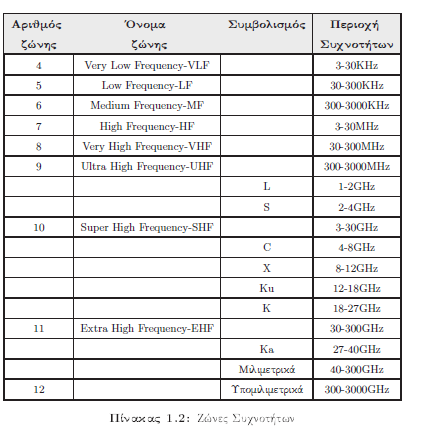 Αριθμός Όνομα Συμβολισμός Περιοχή
ζώνης ζώνης Συχνοτήτων
4 Very Low Frequency-VLF 3-30KHz
5 Low Frequency-LF 30-300KHz
6 Medium Frequency-MF 300-3000KHz
7 High Frequency-HF 3-30MHz
8 Very High Frequency-VHF 30-300MHz
9 Ultra High Frequency-UHF 300-3000MHz
L 1-2GHz
S 2-4GHz
10 Super High Frequency-SHF 3-30GHz
C 4-8GHz
X 8-12GHz
Ku 12-18GHz
K 18-27GHz
11 Extra High Frequency-EHF 30-300GHz
Ka 27-40GHz
Μιλιμετρικά 40-300GHz
12 Υπομιλιμετρικά 300-3000GHz
Πίνακας 1.2: Ζώνες Συχνοτήτων